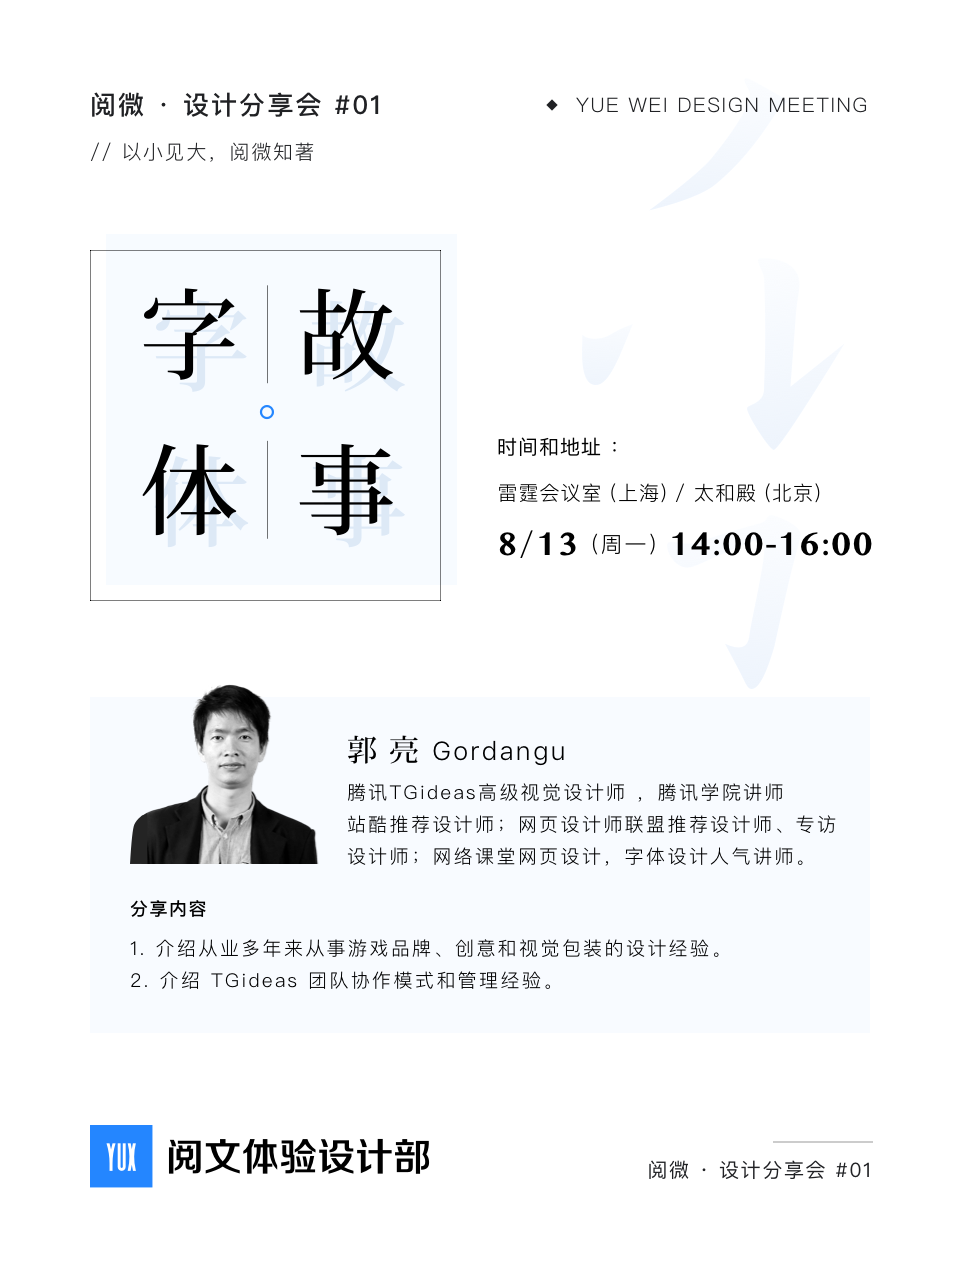 阅微 · 设计分享会 #01
◆ YUE WEI DESIGN MEETING
// 以小见大，阅微知著
字 故
体 事
时间和地址 ：
雷霆会议室 (上海) / 太和殿 (北京)
8/13（周一）14:00-16:00
郭 亮 Gordangu
腾讯TGideas高级视觉设计师 ，腾讯学院讲师
站酷推荐设计师；网页设计师联盟推荐设计师、专访
设计师；网络课堂网页设计，字体设计人气讲师。
分享内容
1. 介绍从业多年来从事游戏品牌、创意和视觉包装的设计经验。
2. 介绍 TGideas 团队协作模式和管理经验。
YUX 阅文体验设计部
阅微 · 设计分享会 #01